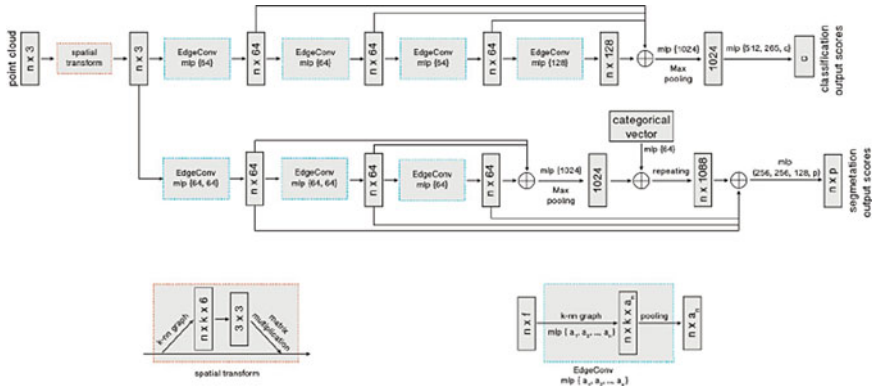 point cloud
n x 3
spatial
transform
n x 3
EdgeConv
mlp {64}
n x 64
EdgeConv
mlp {64}
n x 64
EdgeConv
mlp {64}
n x 64
EdgeConv
mlp {128}
n x 128
mlp {1024}
Max
pooling
1024
mlp {512, 265, c}
c
classification
output scores
EdgeConv
mlp {64, 64}
n x 64
EdgeConv
mlp {64, 64}
n x 64
EdgeConv
mlp {64}
n x 64
mlp {1024}
Max
pooling
1024
categorical
vector
mlp {64}
repeating
n x 1088
mlp
(256, 256, 128, p)
n x p
segmetation
output scores
k-nn graph
n x k x 6
3 x 3
matrix
multiplication
spatial transform
n x f
k-nn graph
mlp { a₁, a₂, ..., aₙ }
n x k x aₙ
pooling
n x aₙ
EdgeConv
mlp { a₁, a₂, ..., aₙ }